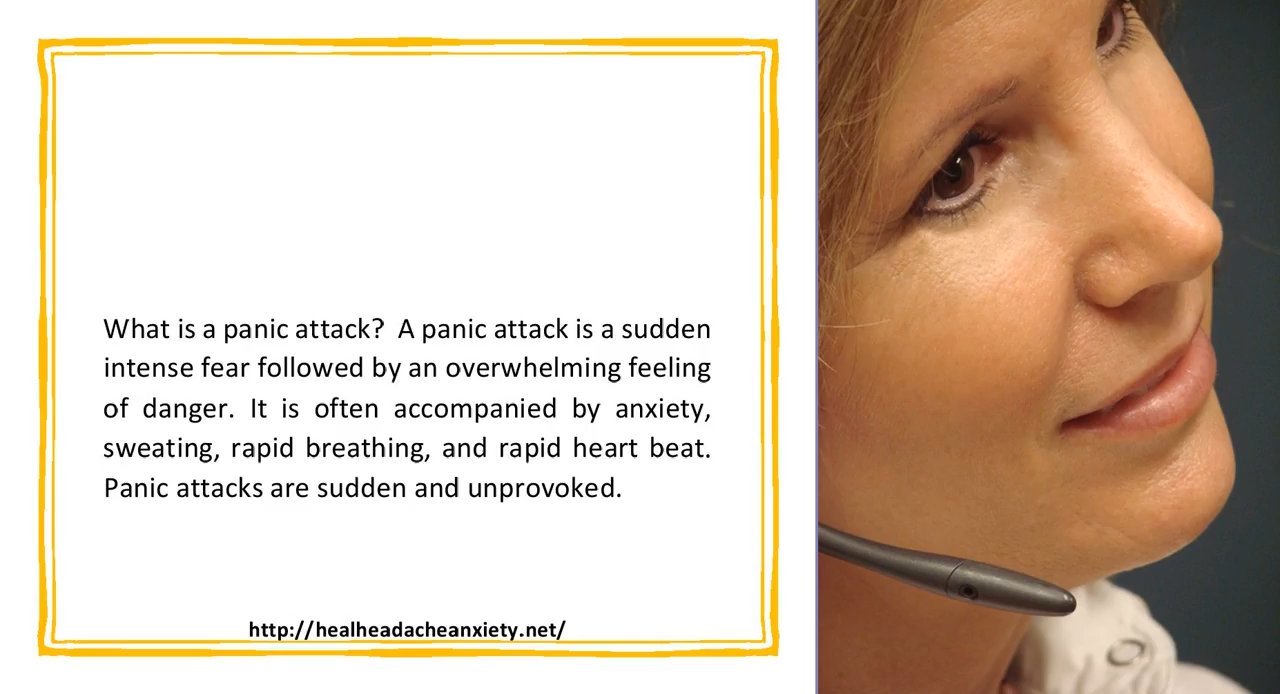 What is a panic attack?  A panic attack is a sudden
intense fear followed by an overwhelming feeling
of danger. It is often accompanied by anxiety,
sweating, rapid breathing, and rapid heart beat.
Panic attacks are sudden and unprovoked.
http://healheadacheanxiety.net/